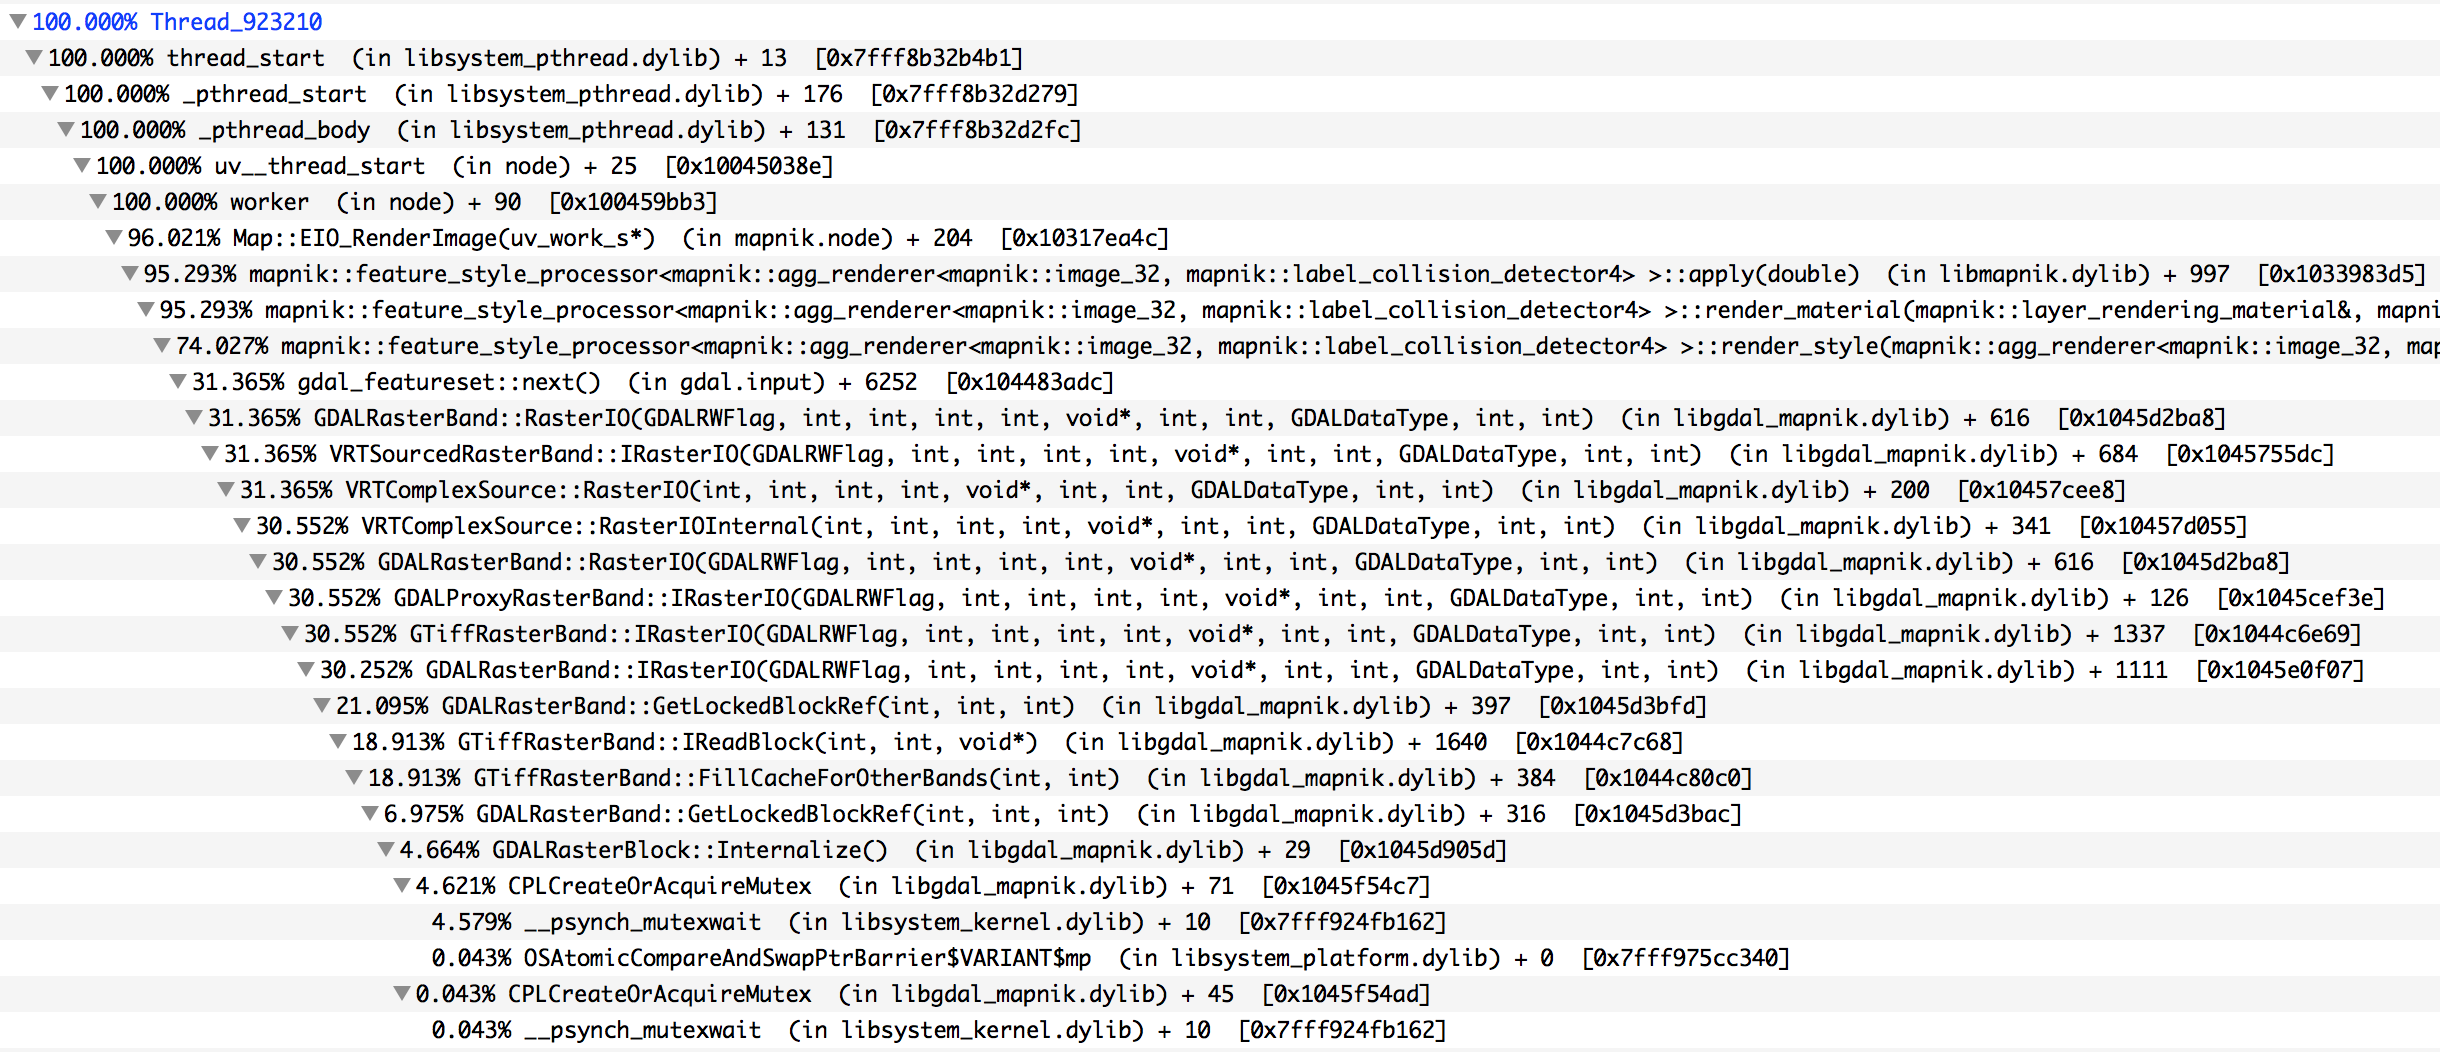 100.000% Thread_923210
100.000% thread_start (in libsystem_pthread.dylib) + 13 [0x7fff8b32b4b1]
100.000% _pthread_start (in libsystem_pthread.dylib) + 176 [0x7fff8b32d279]
100.000% _pthread_body (in libsystem_pthread.dylib) + 131 [0x7fff8b32d2fc]
100.000% uv__thread_start (in node) + 25 [0x10045038e]
100.000% worker (in node) + 90 [0x100459bb3]
96.021% Map::EIO_RenderImage(uv_work_s*) (in mapnik.node) + 204 [0x10317ea4c]
95.293% mapnik::feature_style_processor<mapnik::agg_renderer<mapnik::image_32, mapnik::label_collision_detector4> >::apply(double) (in libmapnik.dylib) + 997 [0x1033983d5]
95.293% mapnik::feature_style_processor<mapnik::agg_renderer<mapnik::image_32, mapnik::label_collision_detector4> >::render_material(mapnik::layer_rendering_material&, mapni
74.027% mapnik::feature_style_processor<mapnik::agg_renderer<mapnik::image_32, mapnik::label_collision_detector4> >::render_style(mapnik::agg_renderer<mapnik::image_32, map
31.365% gdal_featureset::next() (in gdal.input) + 6252 [0x104483adc]
31.365% GDALRasterBand::RasterIO(GDALRWFlag, int, int, int, int, void*, int, int, GDALDataType, int, int) (in libgdal_mapnik.dylib) + 616 [0x1045d2ba8]
31.365% VRTSourcedRasterBand::IRasterIO(GDALRWFlag, int, int, int, int, void*, int, int, GDALDataType, int, int) (in libgdal_mapnik.dylib) + 684 [0x1045755dc]
31.365% VRTComplexSource::RasterIO(int, int, int, int, void*, int, int, GDALDataType, int, int) (in libgdal_mapnik.dylib) + 200 [0x10457cee8]
30.552% VRTComplexSource::RasterIOInternal(int, int, int, int, void*, int, int, GDALDataType, int, int) (in libgdal_mapnik.dylib) + 341 [0x10457d055]
30.552% GDALRasterBand::RasterIO(GDALRWFlag, int, int, int, int, void*, int, int, GDALDataType, int, int) (in libgdal_mapnik.dylib) + 616 [0x1045d2ba8]
30.552% GDALProxyRasterBand::IRasterIO(GDALRWFlag, int, int, int, int, void*, int, int, GDALDataType, int, int) (in libgdal_mapnik.dylib) + 126 [0x1045cef3e]
30.552% GTiffRasterBand::IRasterIO(GDALRWFlag, int, int, int, int, void*, int, int, GDALDataType, int, int) (in libgdal_mapnik.dylib) + 1337 [0x1044c6e69]
30.252% GDALRasterBand::IRasterIO(GDALRWFlag, int, int, int, int, void*, int, int, GDALDataType, int, int) (in libgdal_mapnik.dylib) + 1111 [0x1045e0f07]
21.095% GDALRasterBand::GetLockedBlockRef(int, int, int) (in libgdal_mapnik.dylib) + 397 [0x1045d3bfd]
18.913% GTiffRasterBand::IReadBlock(int, int, void*) (in libgdal_mapnik.dylib) + 1640 [0x1044c7c68]
18.913% GTiffRasterBand::FillCacheForOtherBands(int, int) (in libgdal_mapnik.dylib) + 384 [0x1044c80c0]
6.975% GDALRasterBand::GetLockedBlockRef(int, int, int) (in libgdal_mapnik.dylib) + 316 [0x1045d3bac]
4.664% GDALRasterBlock::Internalize() (in libgdal_mapnik.dylib) + 29 [0x1045d905d]
4.621% CPLCreateOrAcquireMutex (in libgdal_mapnik.dylib) + 71 [0x1045f54c7]
4.579% __psynch_mutexwait (in libsystem_kernel.dylib) + 10 [0x7fff924fb162]
0.043% OSAtomicCompareAndSwapPtrBarrier$VARIANT$mp (in libsystem_platform.dylib) + 0 [0x7fff975cc340]
0.043% CPLCreateOrAcquireMutex (in libgdal_mapnik.dylib) + 45 [0x1045f54ad]
0.043% __psynch_mutexwait (in libsystem_kernel.dylib) + 10 [0x7fff924fb162]